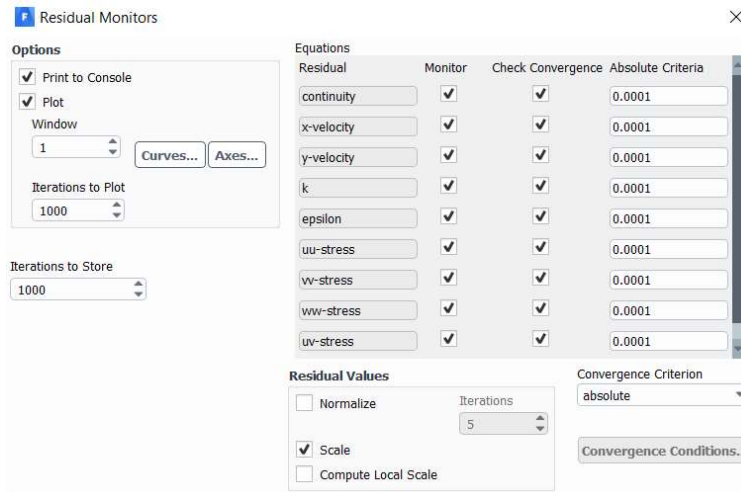 Residual Monitors
Options
Print to Console
Plot
Window
1
Curves...
Axes...
Iterations to Plot
1000
Iterations to Store
1000
Equations
Residual Monitor Check Convergence Absolute Criteria
continuity 0.0001
x-velocity 0.0001
y-velocity 0.0001
k 0.0001
epsilon 0.0001
uu-stress 0.0001
vv-stress 0.0001
ww-stress 0.0001
uv-stress 0.0001
Residual Values
Normalize
Iterations
5
Scale
Compute Local Scale
Convergence Criterion
absolute
Convergence Conditions.